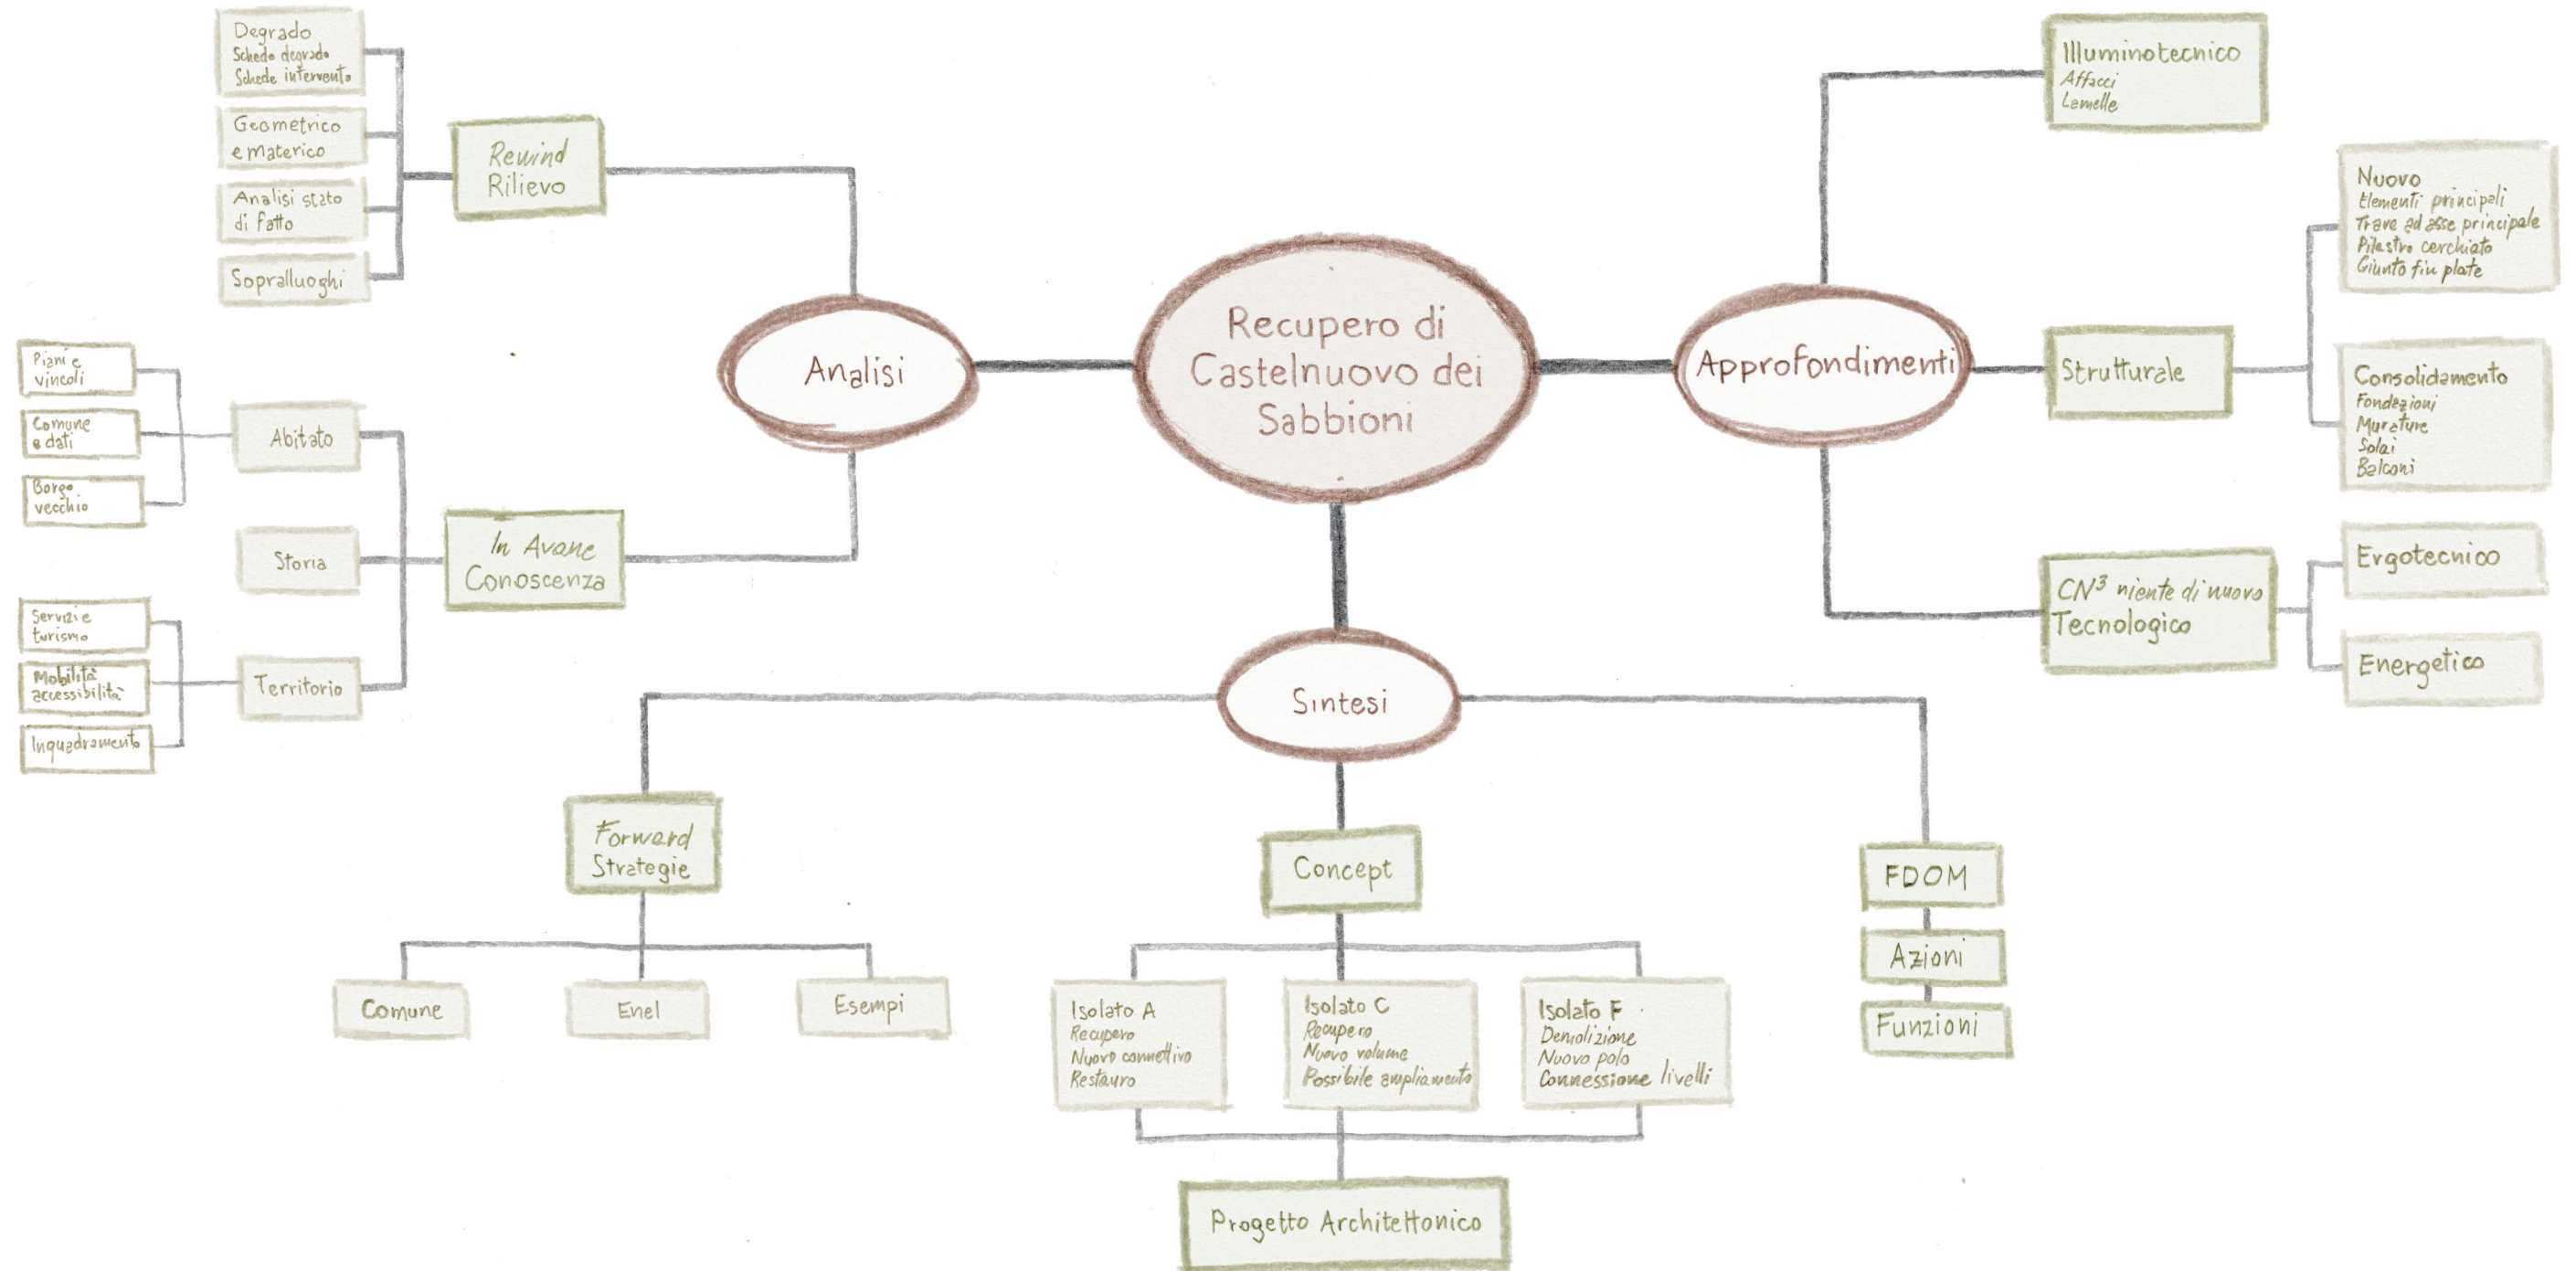 Degrado
Schede degrado
Schede intervento
Geometrico
e materico
Analisi stato
di fatto
Sopralluoghi
Rewind
Rilievo
Piani e
vincoli
Comune
e dati
Borgo
vecchio
Abitato
Storia
Servizi e
turismo
Mobilità
accessibilità
Inquadramento
Territorio
In Avane
Conoscenza
Analisi
Recupero di
Castelnuovo dei
Sabbioni
Approfondimenti
Illuminotecnico
Affacci
Lamelle
Strutturale
Nuovo
Elementi principali
Trave ad asse principale
Pilastro cerchiato
Giunto fin plate
Consolidamento
Fondazioni
Murature
Solai
Balconi
CN³ niente di nuovo
Tecnologico
Ergotecnico
Energetico
Sintesi
Forward
Strategie
Comune
Enel
Esempi
Concept
Isolato A
Recupero
Nuovo connettivo
Restauro
Isolato C
Recupero
Nuovo volume
Possibile ampliamento
Isolato F
Demolizione
Nuovo polo
Connessione livelli
Progetto Architettonico
FDOM
Azioni
Funzioni